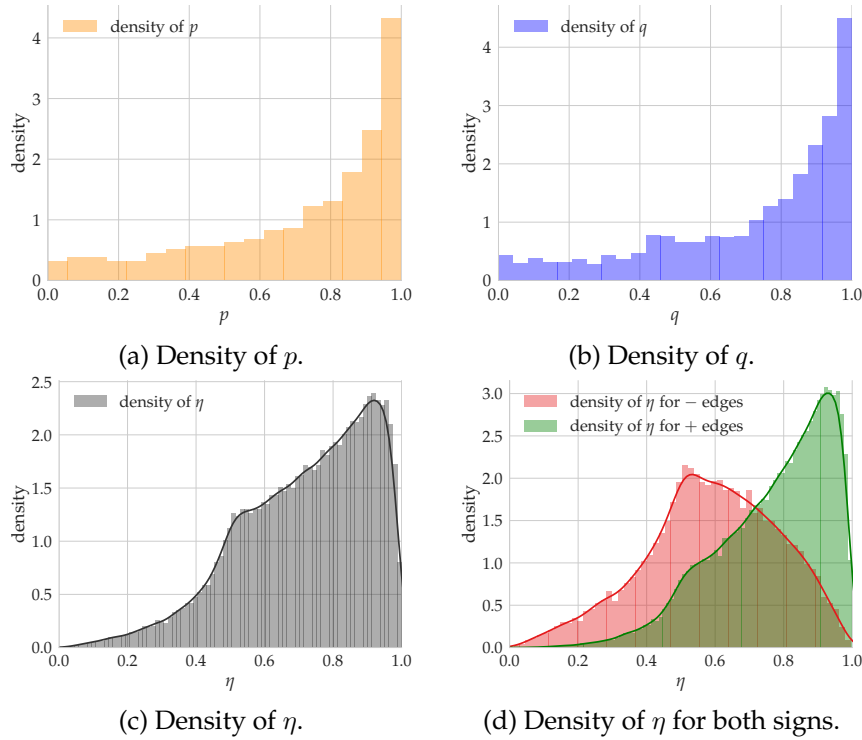 density of p
density
4
3
2
1
0
0.0 0.2 0.4 0.6 0.8 1.0
p
(a) Density of p.
density of q
density
4
3
2
1
0
0.0 0.2 0.4 0.6 0.8 1.0
q
(b) Density of q.
density of η
density
2.5
2.0
1.5
1.0
0.5
0.0
0.0 0.2 0.4 0.6 0.8 1.0
η
(c) Density of η.
density of η for − edges
density of η for + edges
density
3.0
2.5
2.0
1.5
1.0
0.5
0.0
0.0 0.2 0.4 0.6 0.8 1.0
η
(d) Density of η for both signs.